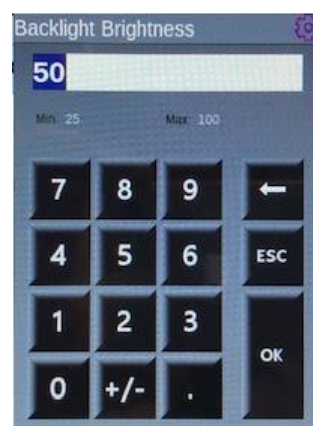 Backlight Brightness
50
Min: 25 Max: 100
7 8 9 ←
4 5 6 ESC
1 2 3
OK
0 +/- .